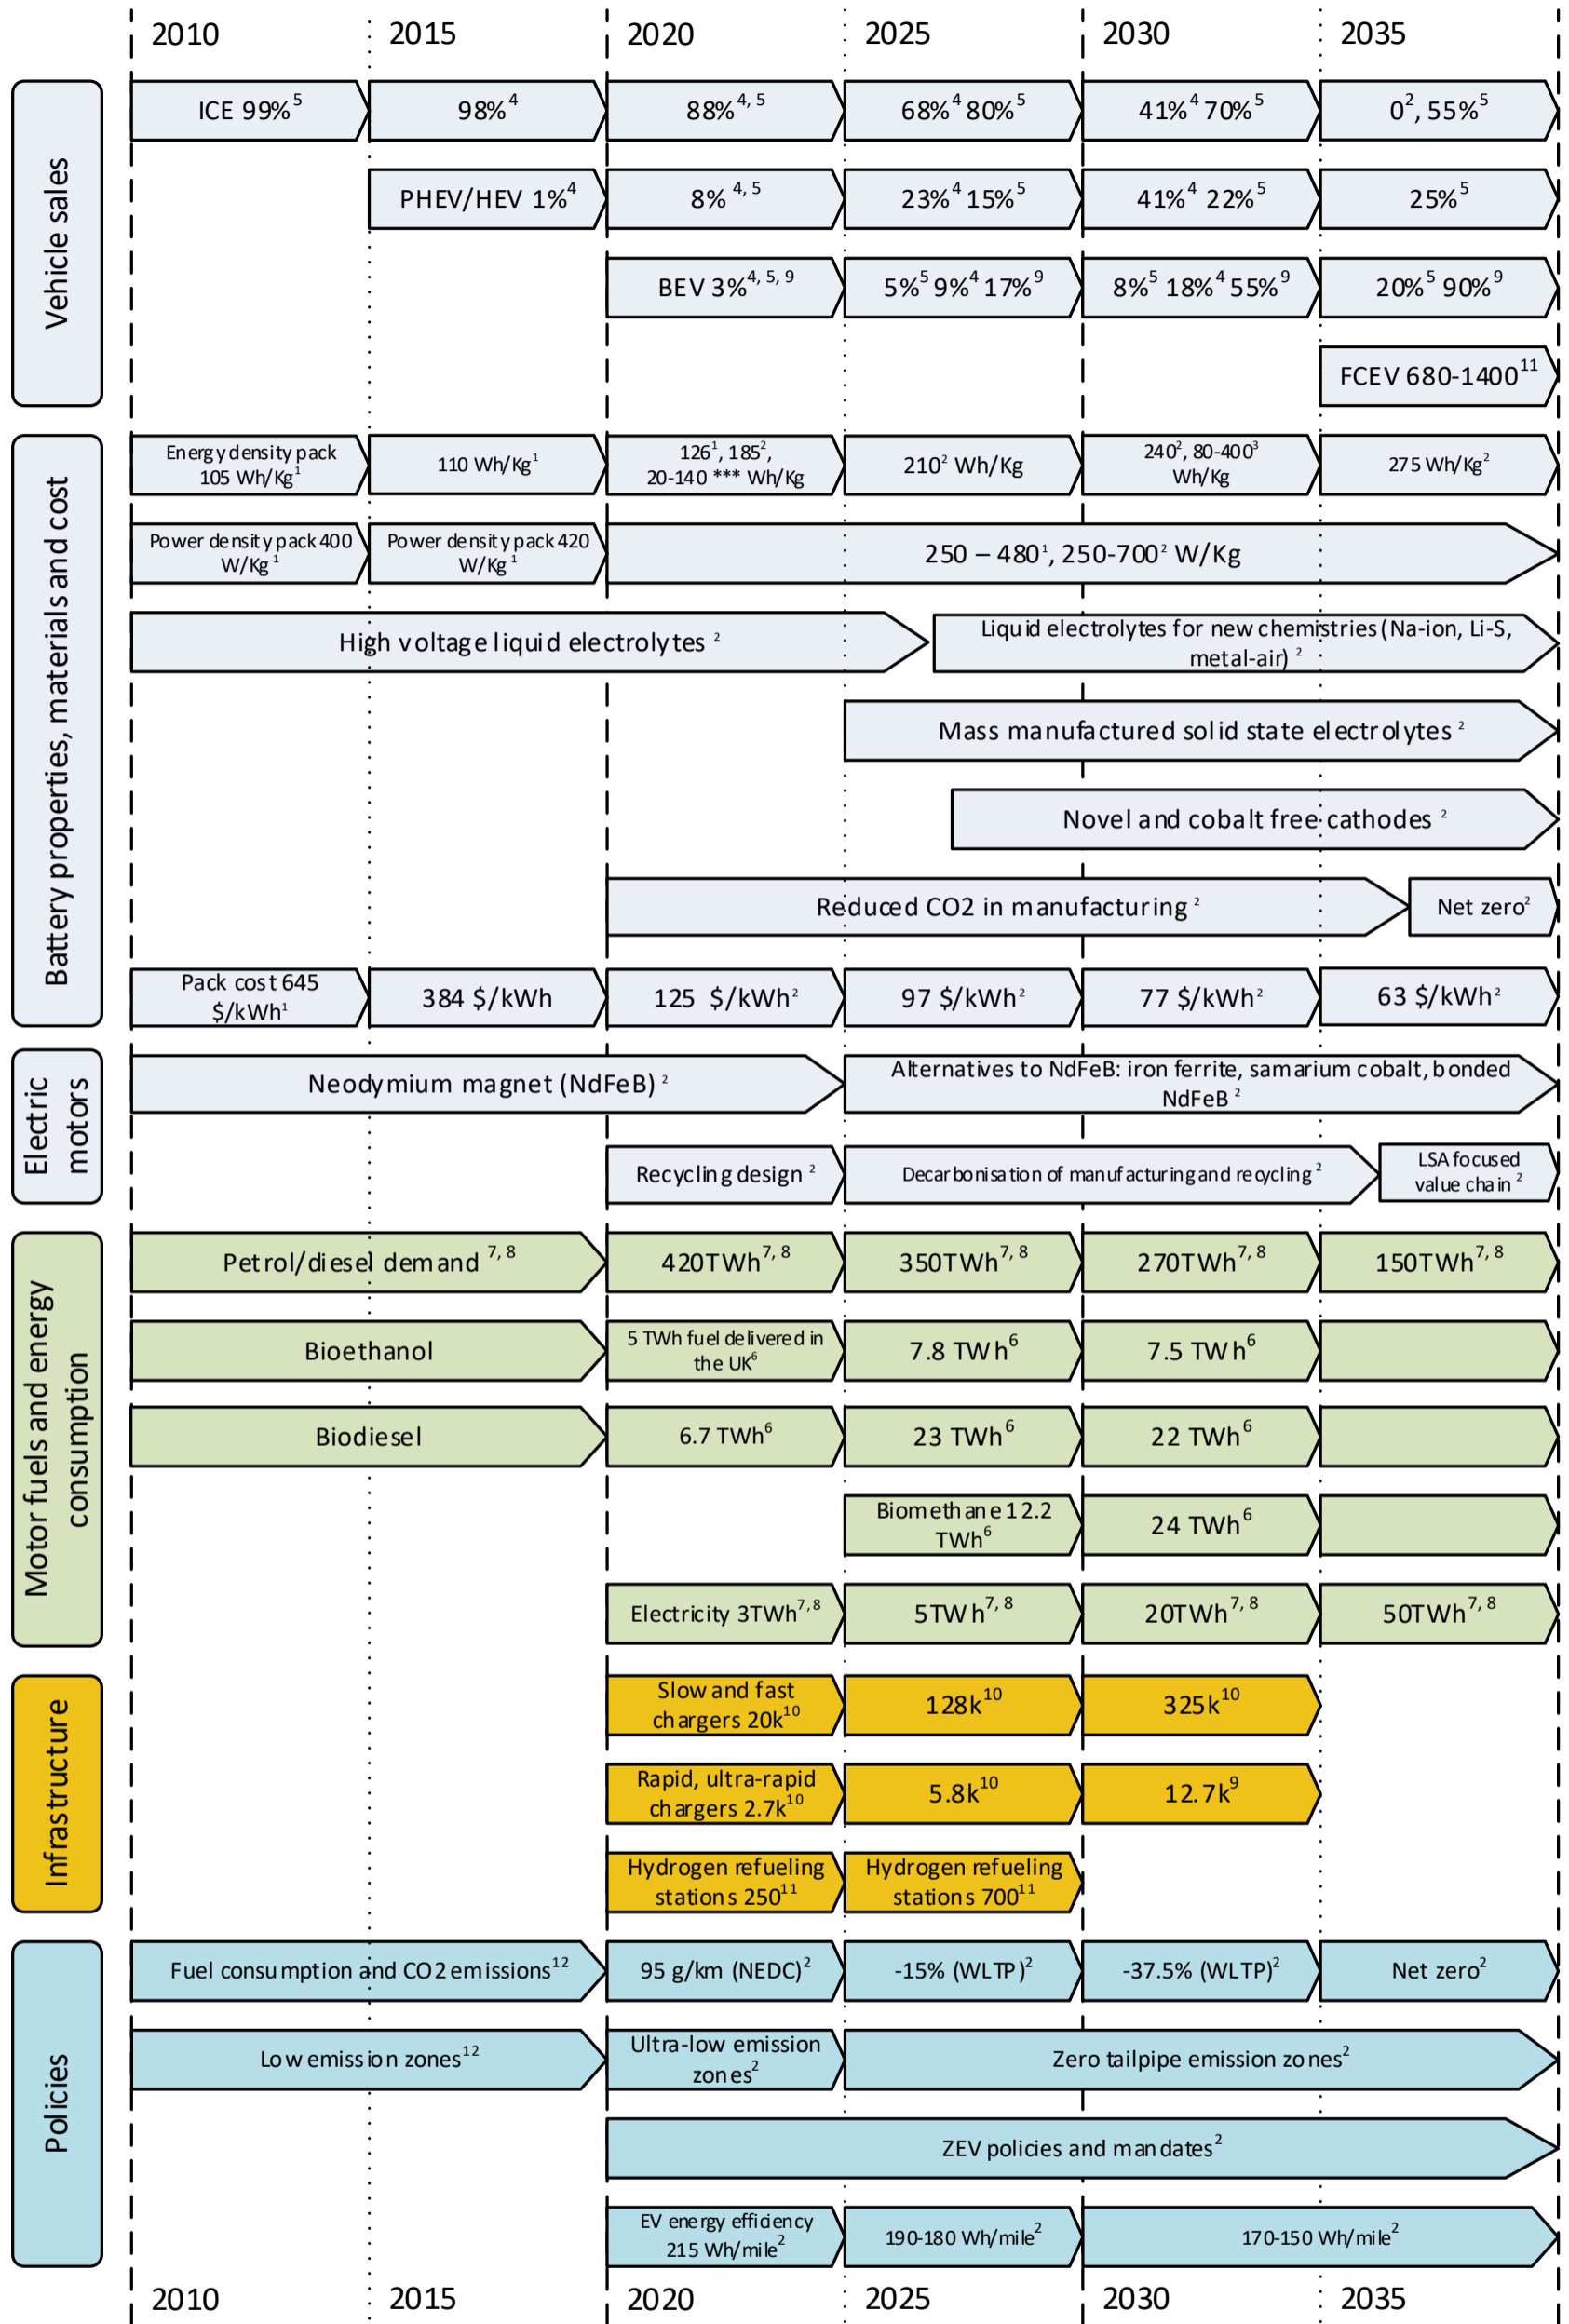 2010 2015 2020 2025 2030 2035
Vehicle sales
ICE 99%⁵ 98%⁴ 88%⁴,⁵ 68%⁴ 80%⁵ 41%⁴ 70%⁵ 0², 55%⁵
PHEV/HEV 1%⁴ 8% ⁴,⁵ 23%⁴ 15%⁵ 41%⁴ 22%⁵ 25%⁵
BEV 3%⁴,⁵,⁹ 5%⁵ 9%⁴ 17%⁹ 8%⁵ 18%⁴ 55%⁹ 20%⁵ 90%⁹
FCEV 680-1400¹¹
Battery properties, materials and cost
Energy density pack
105 Wh/Kg¹
110 Wh/Kg¹
126¹, 185²,
20-140 *** Wh/Kg
210² Wh/Kg
240², 80-400³
Wh/Kg
275 Wh/Kg²
Power density pack 400
W/Kg ¹
Power density pack 420
W/Kg ¹
250 – 480¹, 250-700² W/Kg
High voltage liquid electrolytes ²
Liquid electrolytes for new chemistries (Na-ion, Li-S,
metal-air) ²
Mass manufactured solid state electrolytes ²
Novel and cobalt free cathodes ²
Reduced CO2 in manufacturing ²
Net zero²
Pack cost 645
$/kWh¹
384 $/kWh
125 $/kWh²
97 $/kWh²
77 $/kWh²
63 $/kWh²
Electric
motors
Neodymium magnet (NdFeB) ²
Alternatives to NdFeB: iron ferrite, samarium cobalt, bonded
NdFeB ²
Recycling design ²
Decarbonisation of manufacturing and recycling ²
LSA focused
value chain ²
Motor fuels and energy
consumption
Petrol/diesel demand ⁷,⁸ 420TWh⁷,⁸ 350TWh⁷,⁸ 270TWh⁷,⁸ 150TWh⁷,⁸
Bioethanol
5 TWh fuel delivered in
the UK⁶
7.8 TWh⁶
7.5 TWh⁶
Biodiesel 6.7 TWh⁶ 23 TWh⁶ 22 TWh⁶
Biomethane 12.2
TWh⁶
24 TWh⁶
Electricity 3TWh⁷,⁸ 5TWh⁷,⁸ 20TWh⁷,⁸ 50TWh⁷,⁸
Infrastructure
Slow and fast
chargers 20k¹⁰
128k¹⁰
325k¹⁰
Rapid, ultra-rapid
chargers 2.7k¹⁰
5.8k¹⁰
12.7k⁹
Hydrogen refueling
stations 250¹¹
Hydrogen refueling
stations 700¹¹
Policies
Fuel consumption and CO2 emissions¹² 95 g/km (NEDC)² -15% (WLTP)² -37.5% (WLTP)² Net zero²
Low emission zones¹²
Ultra-low emission
zones²
Zero tailpipe emission zones²
ZEV policies and mandates²
EV energy efficiency
215 Wh/mile²
190-180 Wh/mile²
170-150 Wh/mile²
2010 2015 2020 2025 2030 2035